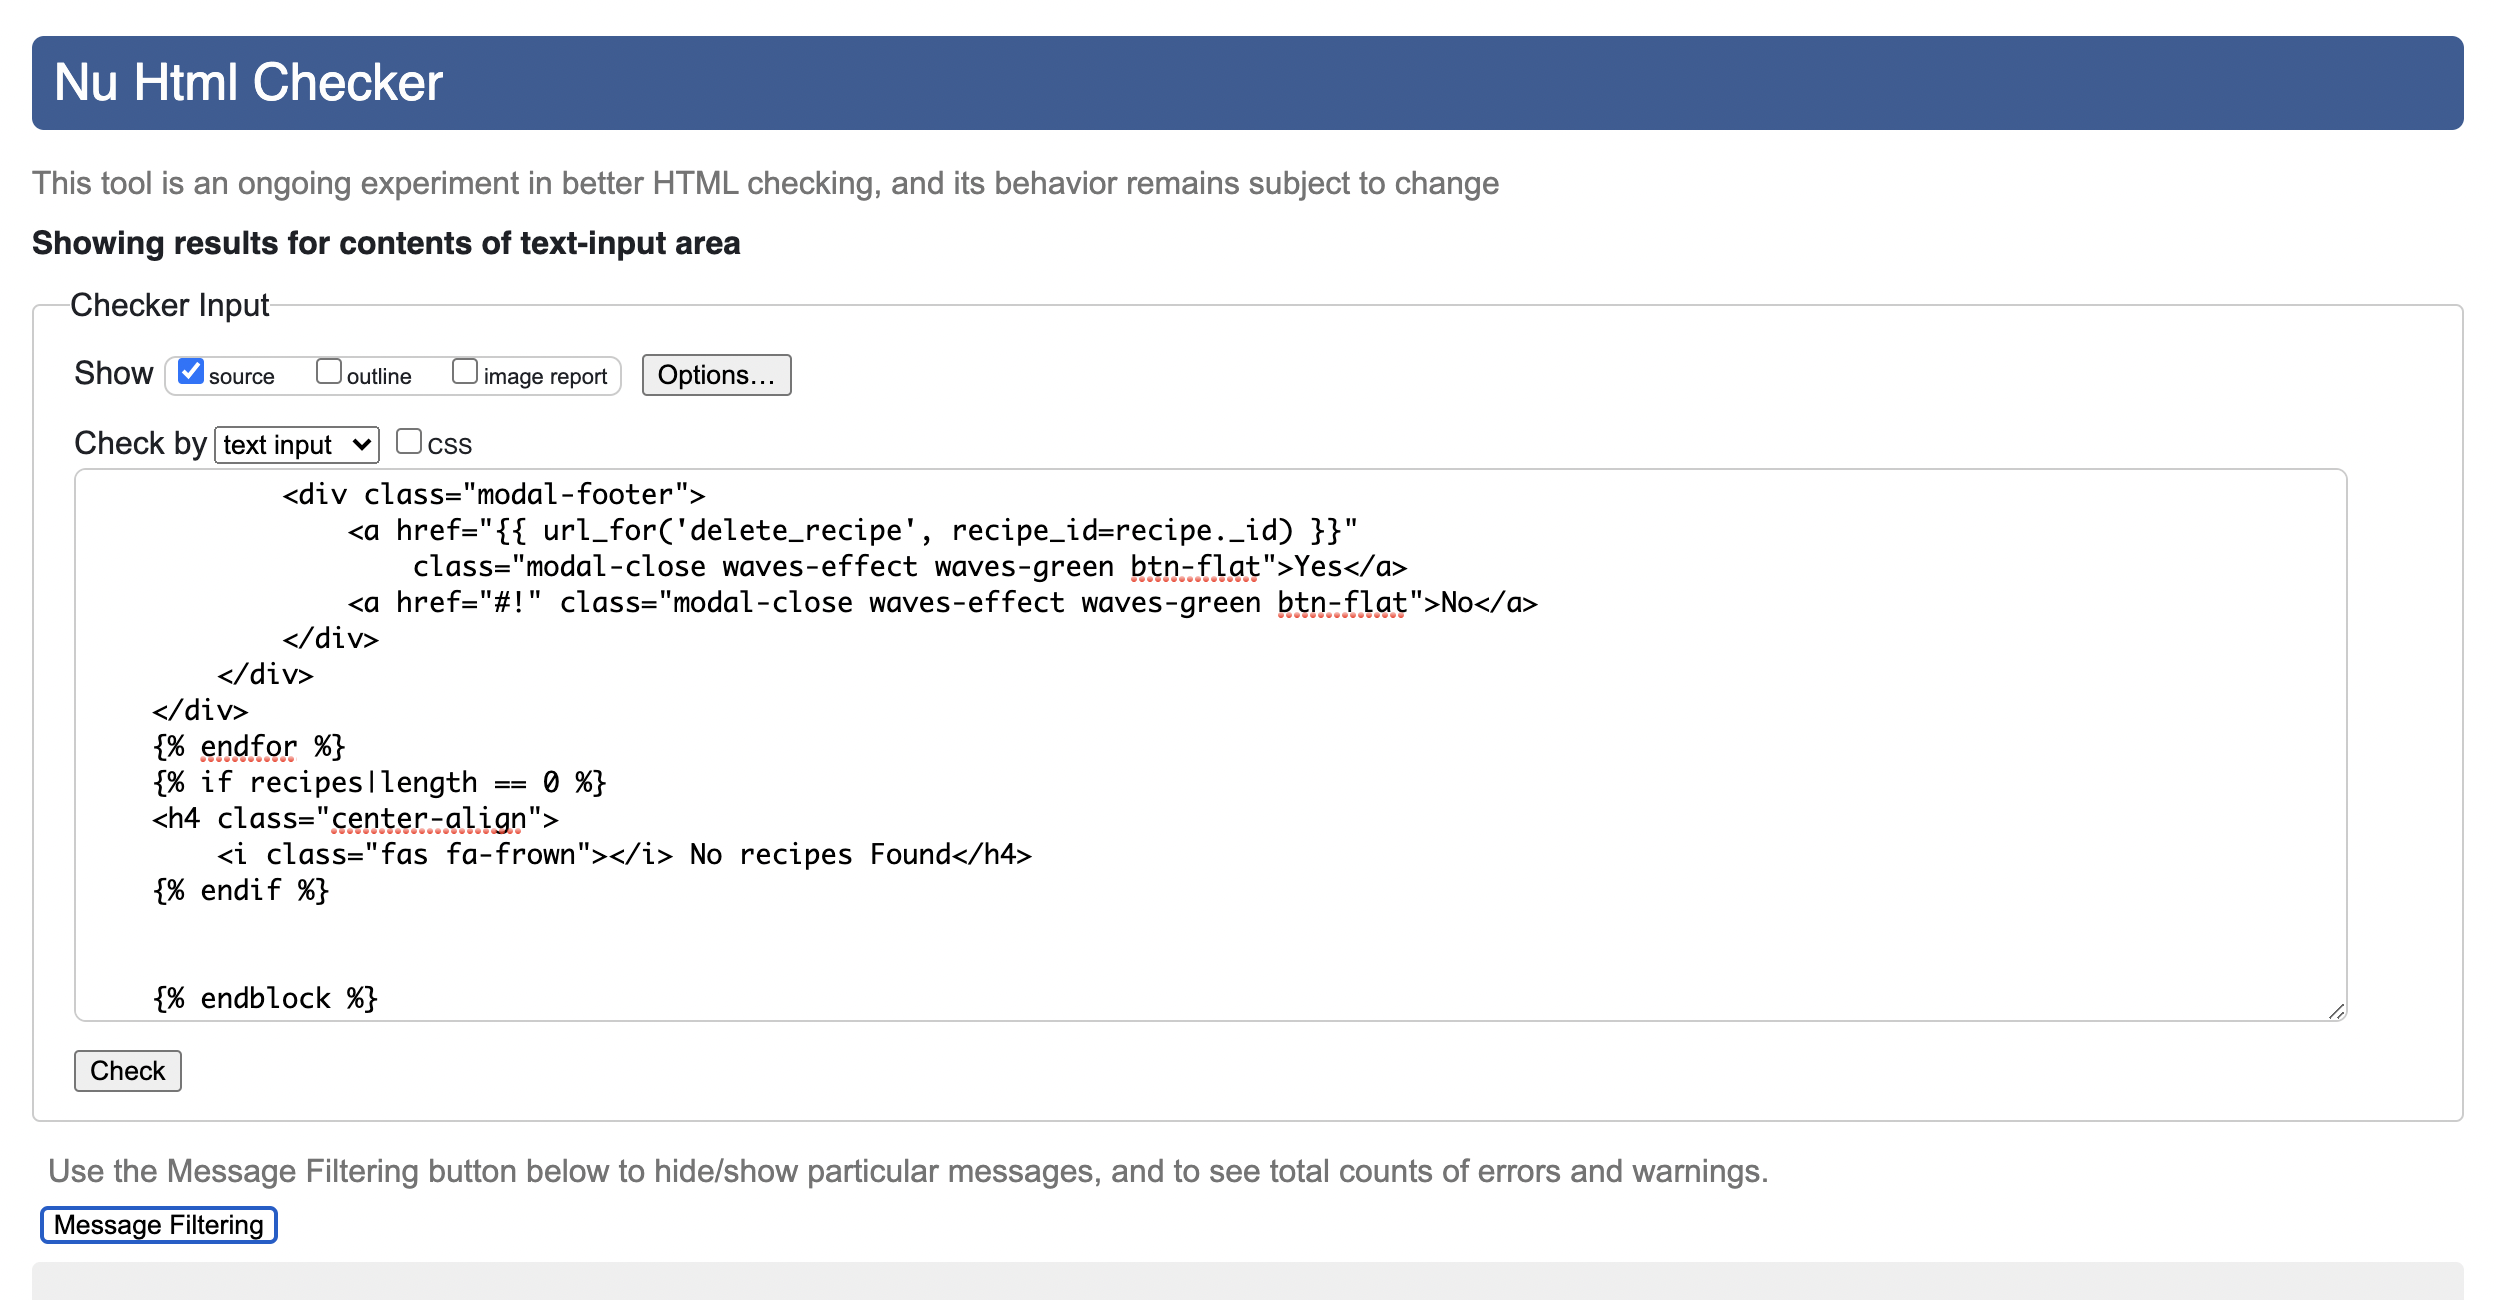 Nu Html Checker
This tool is an ongoing experiment in better HTML checking, and its behavior remains subject to change
Showing results for contents of text-input area
Checker Input
Show source outline image report Options...
Check by text input css
<div class="modal-footer">
<a href="{{ url_for('delete_recipe', recipe_id=recipe._id) }}"
class="modal-close waves-effect waves-green btn-flat">Yes</a>
<a href="#!" class="modal-close waves-effect waves-green btn-flat">No</a>
</div>
</div>
</div>
{% endfor %}
{% if recipes|length == 0 %}
<h4 class="center-align">
<i class="fas fa-frown"></i> No recipes Found</h4>
{% endif %}
{% endblock %}
Check
Use the Message Filtering button below to hide/show particular messages, and to see total counts of errors and warnings.
Message Filtering